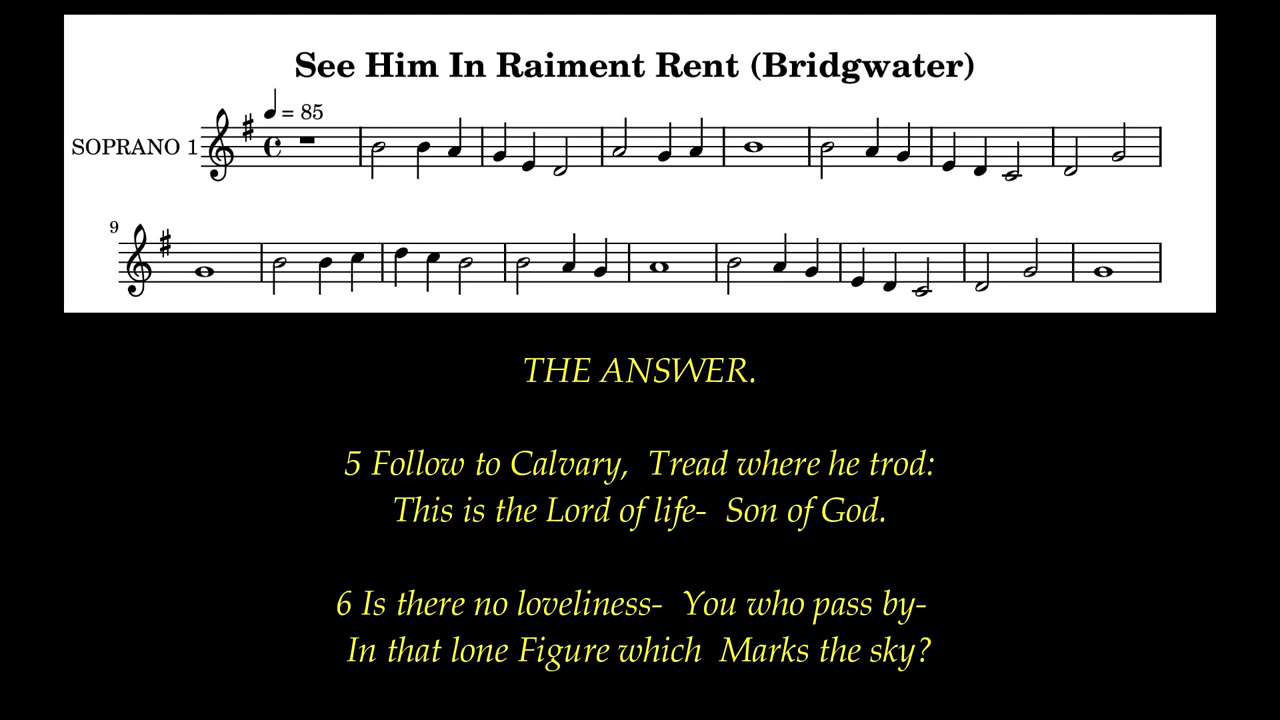 See Him In Raiment Rent (Bridgwater)
= 85
SOPRANO 1
9
THE ANSWER.
5 Follow to Calvary, Tread where he trod:
This is the Lord of life- Son of God.
6 Is there no loveliness- You who pass by-
In that lone Figure which Marks the sky?